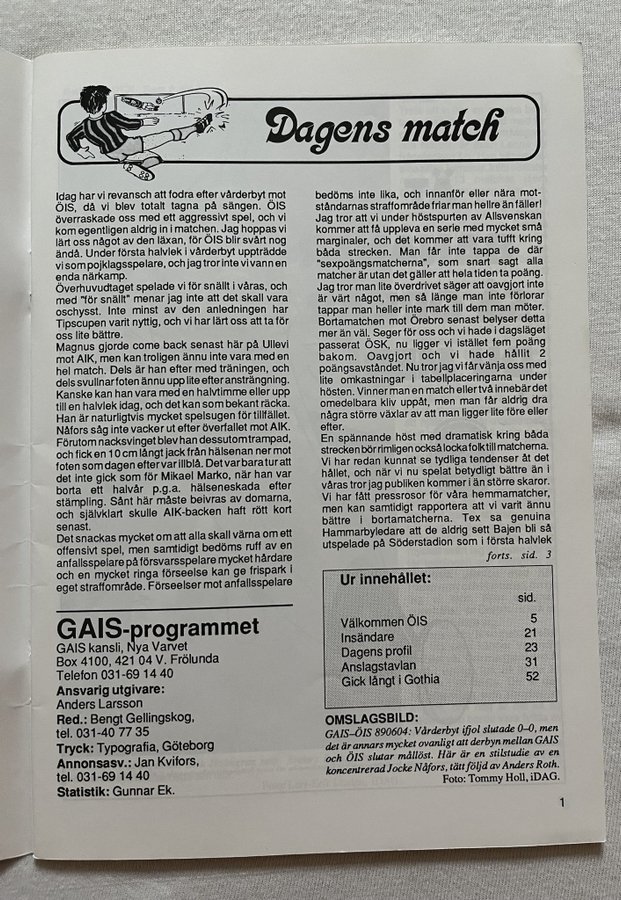 Dagens match
Idag har vi revansch att fodra efter vårderbyt mot
ÖIS, då vi blev totalt tagna på sängen. ÖIS
överraskade oss med ett aggressivt spel, och vi
kom egentligen aldrig in i matchen. Jag hoppas vi
lärt oss något av den läxan, för ÖIS blir svårt nog
ändå. Under första halvlek i vårderbyt uppträdde
vi som pojklagsspelare, och jag tror inte vi vann en
enda närkamp.
Överhuvudtaget spelade vi för snällt i våras, och
med "för snällt" menar jag inte att det skall vara
oschysst. Inte minst av den anledningen har
Tipscupen varit nyttig, och vi har lärt oss att ta för
oss lite bättre.
Magnus gjorde come back senast här på Ullevi
mot AIK, men kan troligen ännu inte vara med en
hel match. Dels är han efter med träningen, och
dels svullnar foten ännu upp lite efter ansträngning.
Kanske kan han vara med en halvtimme eller upp
till en halvlek idag, och det kan som bekant räcka.
Han är naturligtvis mycket spelsugen för tillfället.
Nåfors såg inte vacker ut efter överfallet mot AIK.
Förutom nacksvinget blev han dessutom trampad,
och fick en 10 cm långt jack från hälsenan ner mot
foten som dagen efter var illblå. Det var bara tur att
det inte gick som för Mikael Marko, när han var
borta ett halvår p.g.a. hälseneskada efter
stämpling. Sånt här måste beivras av domarna,
och självklart skulle AIK-backen haft rött kort
senast.
Det snackas mycket om att alla skall värna om ett
offensivt spel, men samtidigt bedöms ruff av en
anfallsspelare på försvarsspelare mycket hårdare
och en mycket ringa förseelse kan ge frispark i
eget straffområde. Förseelser mot anfallsspelare
bedöms inte lika, och innanför eller nära mot-
ståndarens straffområde friar man hellre än fäller!
Jag tror att vi under höstspurten av Allsvenskan
kommer att få uppleva en serie med mycket små
marginaler, och det kommer att vara tufft kring
båda strecken. Man får inte tappa de där
"sexpoängsmatcherna", som snart sagt alla
matcher är utan det gäller att hela tiden ta poäng.
Jag tror man lite överdrivet säger att oavgjort inte
är värt något, men så länge man inte förlorar
tappar man heller inte mark till dem man möter.
Bortamatchen mot Örebro senast belyser detta
mer än väl. Seger för oss och vi hade i dagsläget
passerat ÖSK, nu ligger vi istället fem poäng
bakom. Oavgjort och vi hade hållit 2
poängsavståndet. Nu tror jag vi får vänja oss med
lite omkastningar i tabellplaceringarna under
hösten. Vinner man en match eller två innebär det
omedelbara kliv uppåt, men man får aldrig dra
några större växlar av att man ligger lite före eller
efter.
En spännande höst med dramatisk kring båda
strecken bör rimligen också locka folk till matcherna.
Vi har redan kunnat se tydliga tendenser åt det
hållet, och när vi nu spelat betydligt bättre än i
våras tror jag publiken kommer i än större skaror.
Vi har fått pressrosor för våra hemmamatcher,
men kan samtidigt rapportera att vi varit ännu
bättre i bortamatcherna. Tex sa genuina
Hammarbyledare att de aldrig sett Bajen bli så
utspelade på Söderstadion som i första halvlek
forts. sid. 3
GAIS-programmet
GAIS kansli, Nya Varvet
Box 4100, 421 04 V. Frölunda
Telefon 031-69 14 40
Ansvarig utgivare:
Anders Larsson
Red.: Bengt Gellingskog,
tel. 031-40 77 35
Tryck: Typografia, Göteborg
Annonsasv.: Jan Kvifors,
tel. 031-69 14 40
Statistik: Gunnar Ek.
Ur innehållet:
sid.
Välkommen ÖIS 5
Insändare 21
Dagens profil 23
Anslagstavlan 31
Gick långt i Gothia 52
OMSLAGSBILD:
GAIS-ÖIS 890604: Vårderbyt ifjol slutade 0–0, men
det är annars mycket ovanligt att derbyn mellan GAIS
och ÖIS slutar mållöst. Här är en stilstudie av en
koncentrerad Jocke Nåfors, tätt följd av Anders Roth.
Foto: Tommy Holl, iDAG.
1